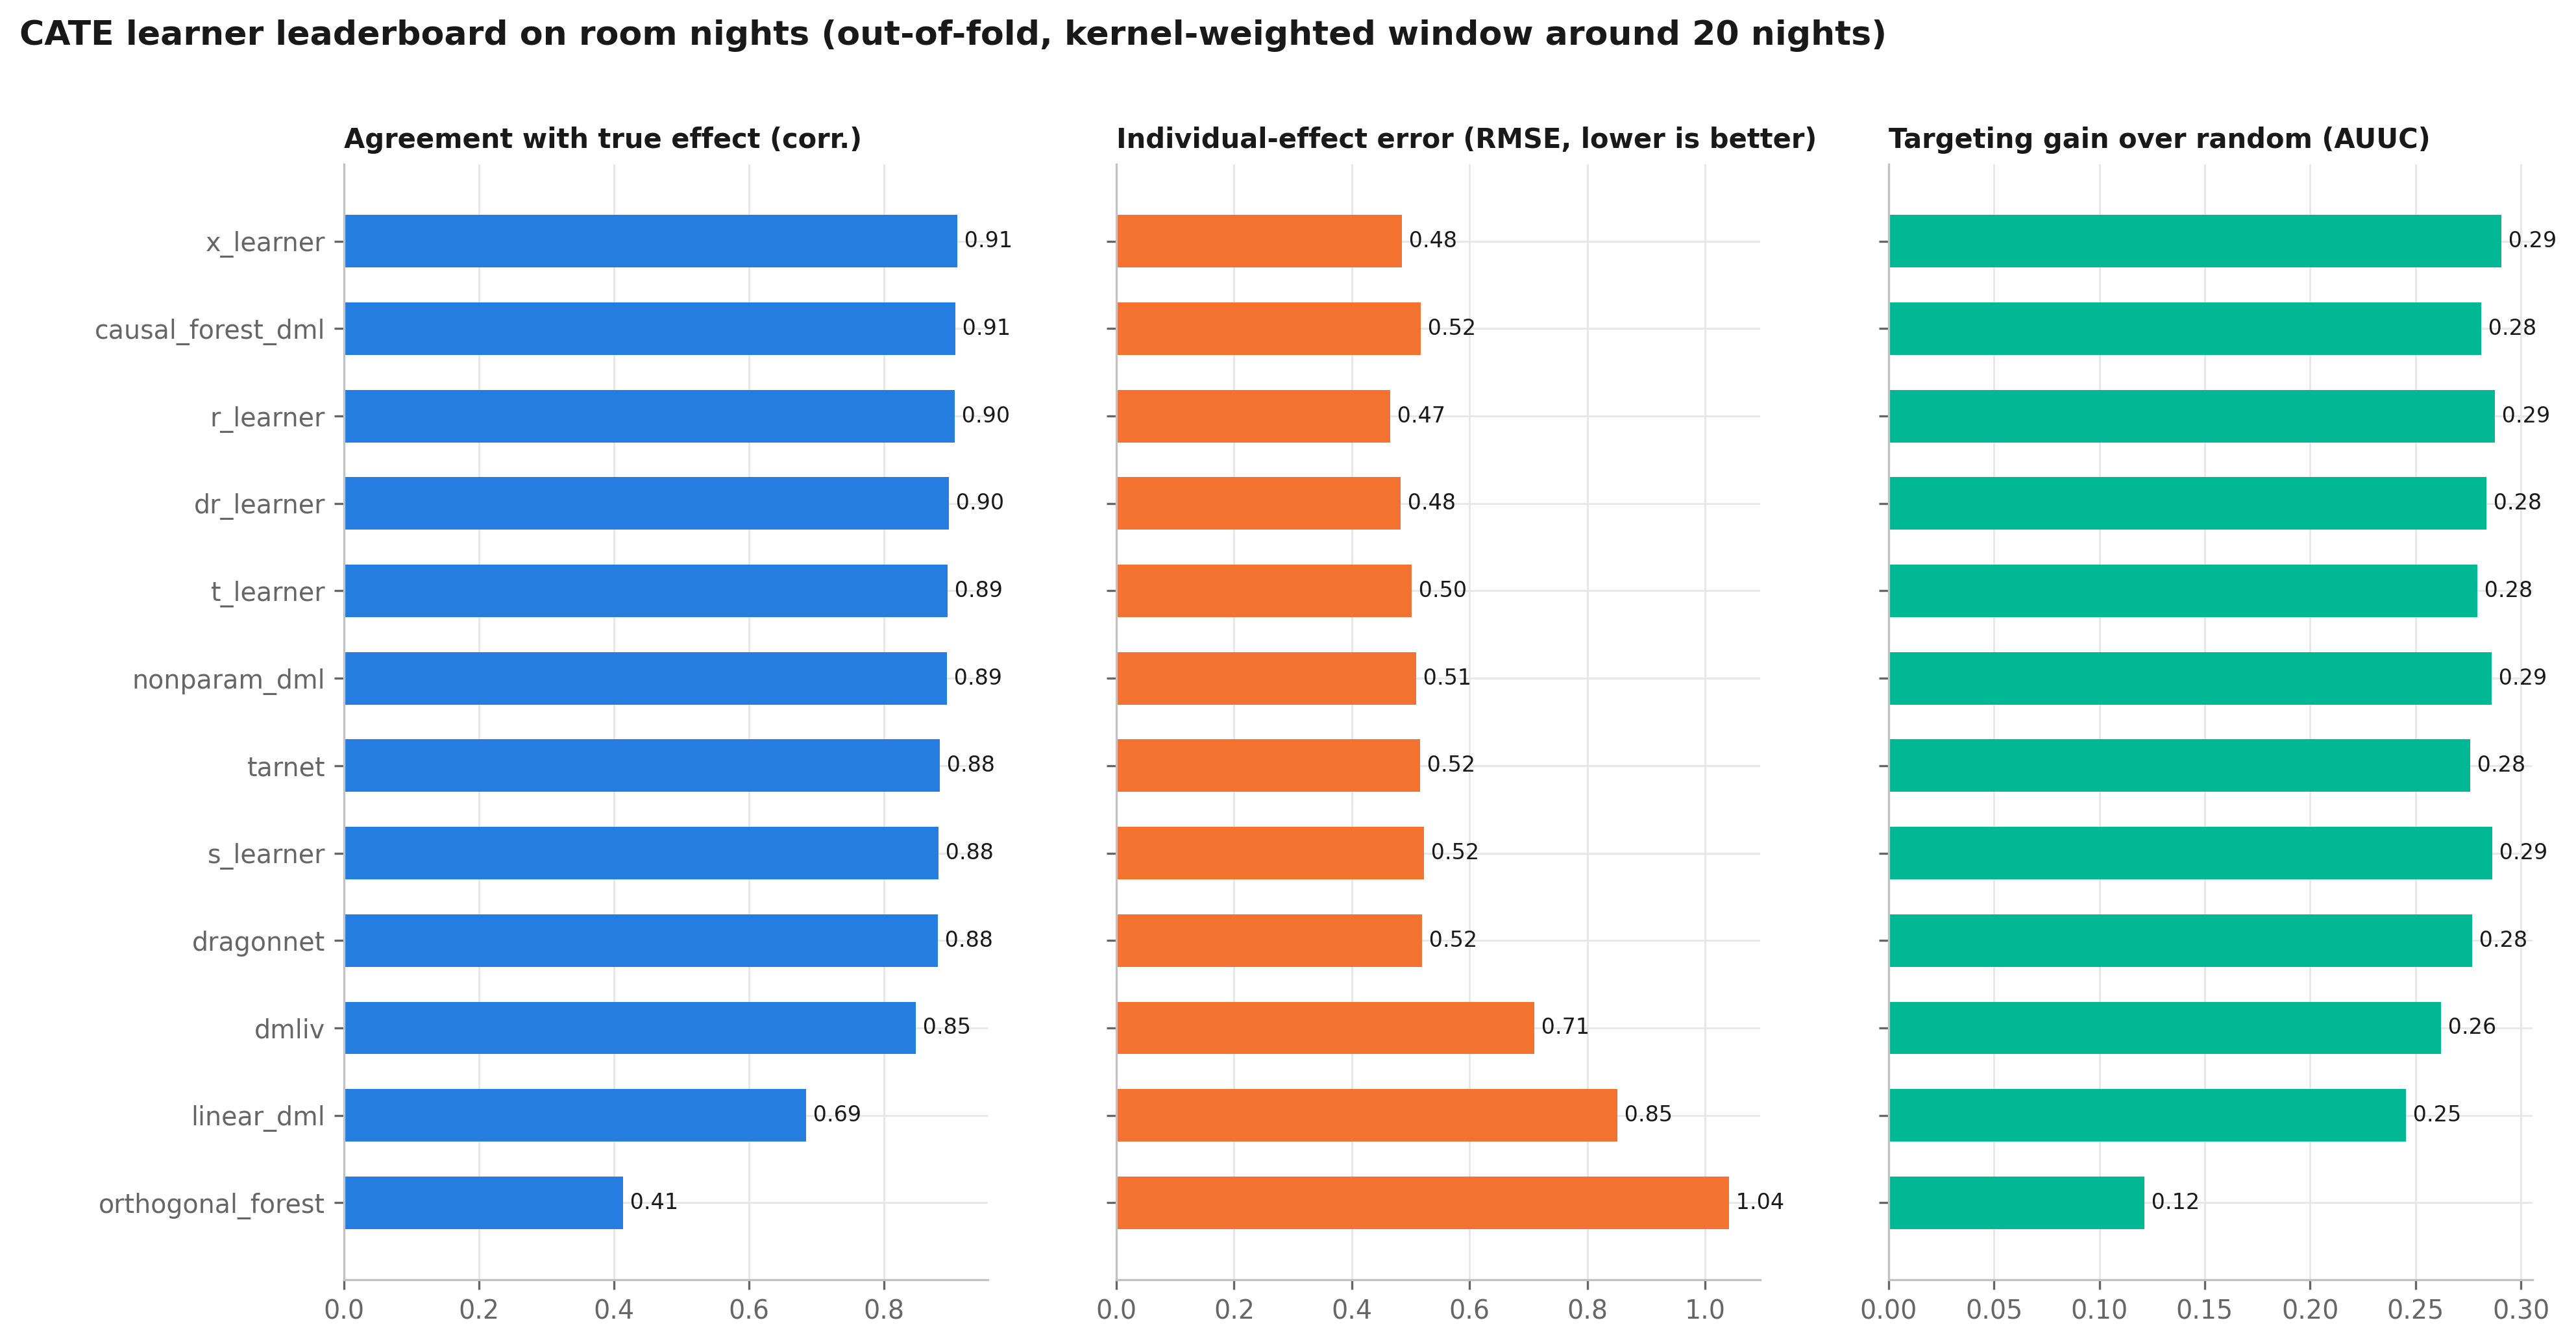 CATE learner leaderboard on room nights (out-of-fold, kernel-weighted window around 20 nights)
Agreement with true effect (corr.)
x_learner 0.91
causal_forest_dml 0.91
r_learner 0.90
dr_learner 0.90
t_learner 0.89
nonparam_dml 0.89
tarnet 0.88
s_learner 0.88
dragonnet 0.88
dmliv 0.85
linear_dml 0.69
orthogonal_forest 0.41
0.0 0.2 0.4 0.6 0.8
Individual-effect error (RMSE, lower is better)
0.48
0.52
0.47
0.48
0.50
0.51
0.52
0.52
0.52
0.71
0.85
1.04
0.0 0.2 0.4 0.6 0.8 1.0
Targeting gain over random (AUUC)
0.29
0.28
0.29
0.28
0.28
0.29
0.28
0.29
0.28
0.26
0.25
0.12
0.00 0.05 0.10 0.15 0.20 0.25 0.30